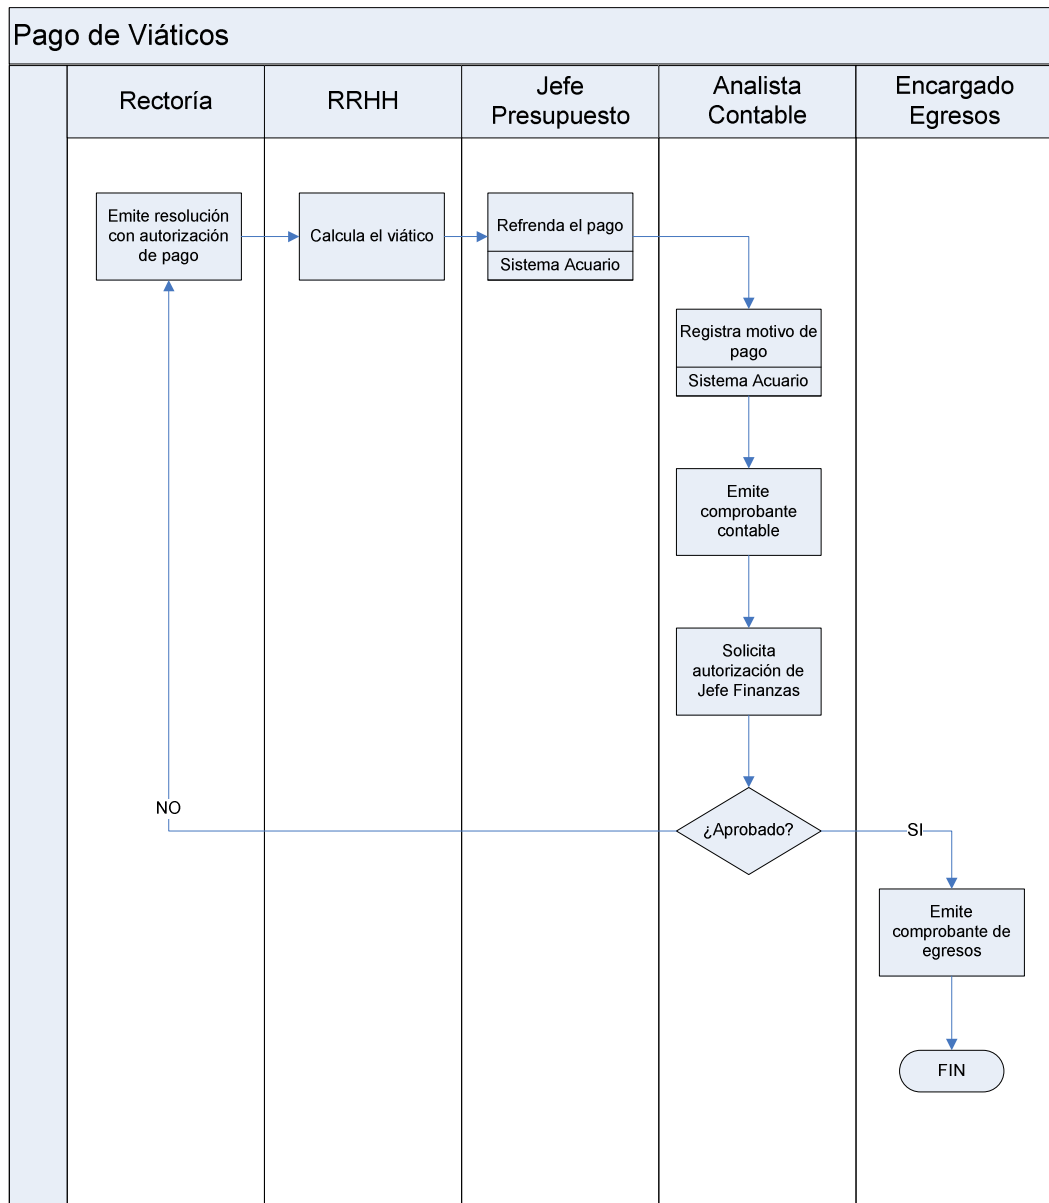 Pago de Viáticos
Rectoría
RRHH
Jefe
Presupuesto
Analista
Contable
Encargado
Egresos
Emite resolución
con autorización
de pago
Calcula el viático
Refrenda el pago
Sistema Acuario
Registra motivo de
pago
Sistema Acuario
Emite
comprobante
contable
Solicita
autorización de
Jefe Finanzas
¿Aprobado?
NO
SI
Emite
comprobante de
egresos
FIN